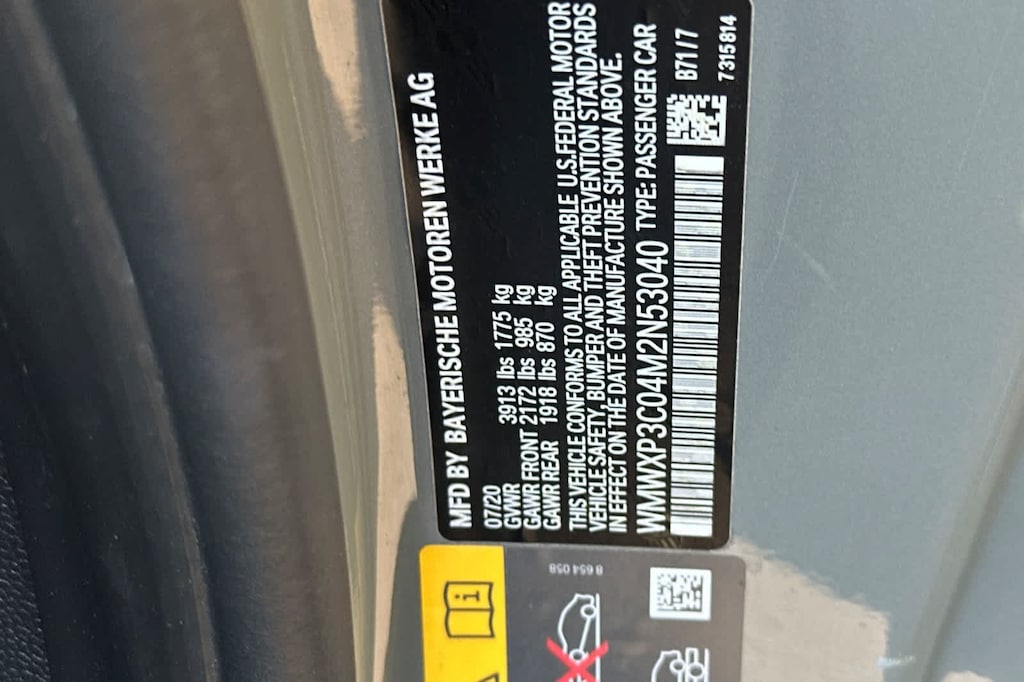 MFD BY BAYERISCHE MOTOREN WERKE AG
07/20
GVWR 3913 lbs 1775 kg
GAWR FRONT 2172 lbs 985 kg
GAWR REAR 1918 lbs 870 kg
THIS VEHICLE CONFORMS TO ALL APPLICABLE U.S.FEDERAL MOTOR
VEHICLE SAFETY, BUMPER AND THEFT PREVENTION STANDARDS
IN EFFECT ON THE DATE OF MANUFACTURE SHOWN ABOVE.
WMWXP3C04M2N53040 TYPE: PASSENGER CAR
B71/7
7315814
8 654 058